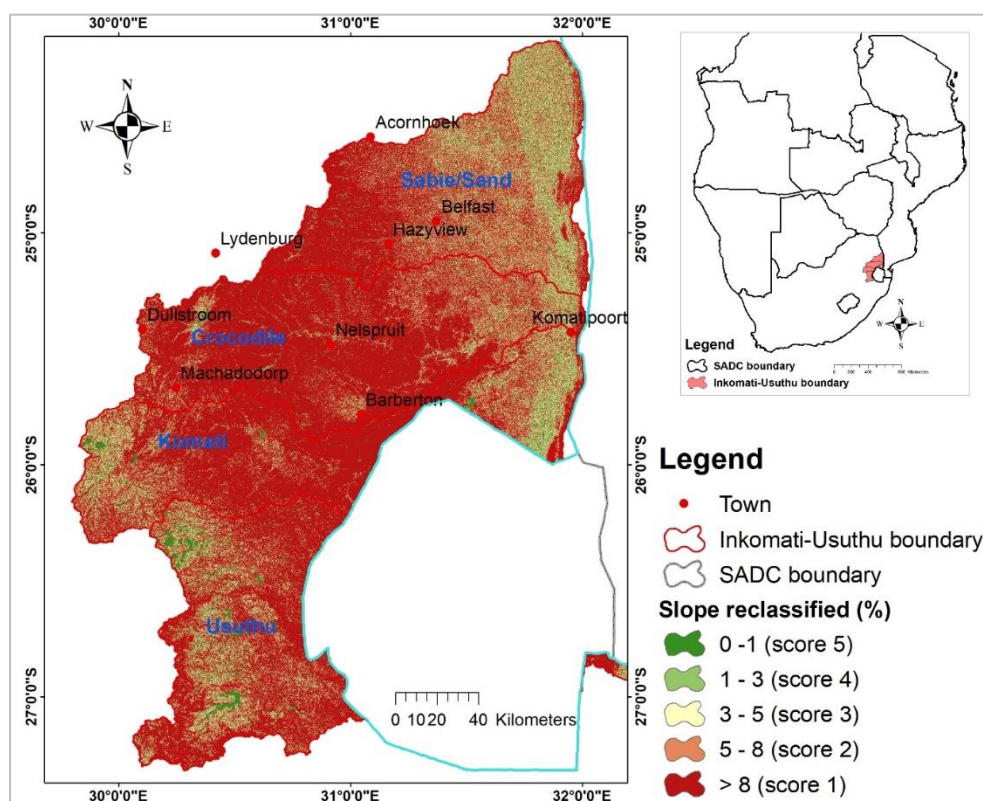 30°0'0"E
31°0'0"E
32°0'0"E
N
W
E
S
Acornhoek
Sabie/Sand
Belfast
Hazyview
Lydenburg
25°0'0"S
25°0'0"S
Dullstroom
Crocodile
Nelspruit
Komatipoort
Machadodorp
Barberton
Komati
26°0'0"S
26°0'0"S
Usuthu
27°0'0"S
27°0'0"S
0 10 20 40 Kilometers
30°0'0"E
31°0'0"E
32°0'0"E
N
W
E
S
Legend
SADC boundary
Inkomati-Usuthu boundary
Kilometers
Legend
Town
Inkomati-Usuthu boundary
SADC boundary
Slope reclassified (%)
0 -1 (score 5)
1 - 3 (score 4)
3 - 5 (score 3)
5 - 8 (score 2)
> 8 (score 1)